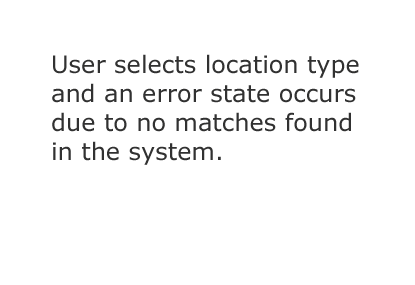 User selects location type
and an error state occurs
due to no matches found
in the system.